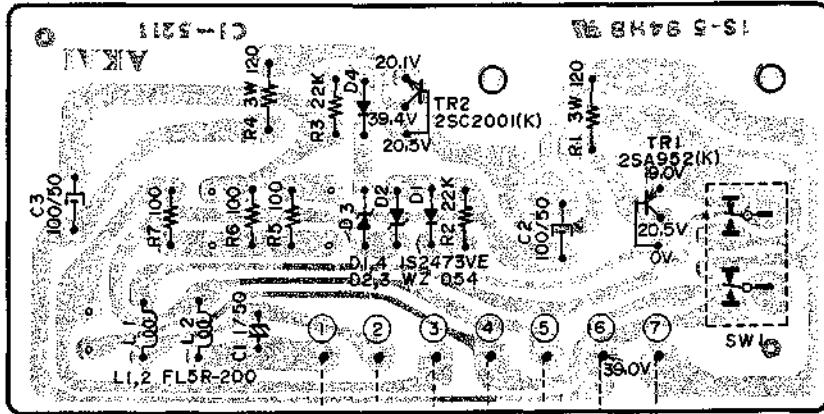 AKAI
C1-5211
1S-5 94HB
R4 3W 120
R3 22K
D4
20.1V
39.4V
20.5V
TR2
2SC2001(K)
R1 3W 120
TR1
2SA952(K)
19.0V
20.5V
0V
C3
100/50
R7 100
R6 100
R5 100
D3
D2
D1
R2 22K
C2
100/50
D1,4 1S2473VE
D2,3 WZ 054
SW1
L1
L2
C1 1/50
L1,2 FL5R-200
1
2
3
4
5
6
7
39.0V